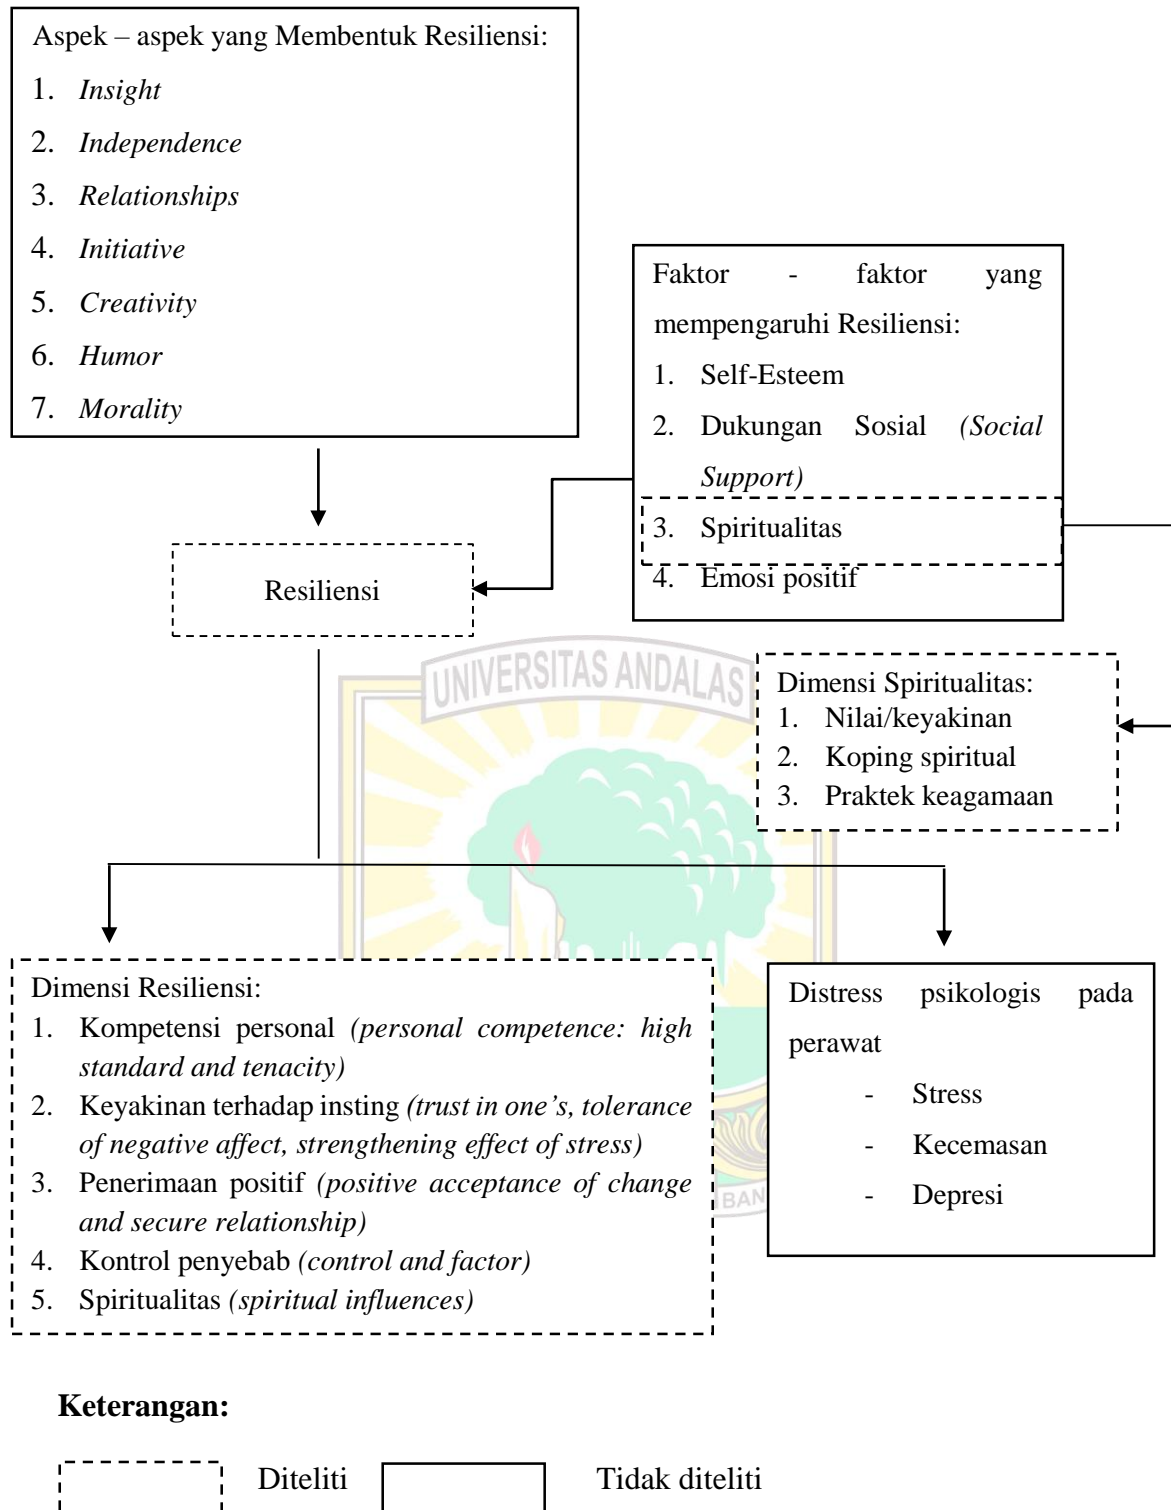 Aspek – aspek yang Membentuk Resiliensi:
1. Insight
2. Independence
3. Relationships
4. Initiative
5. Creativity
6. Humor
7. Morality
Faktor - faktor yang
mempengaruhi Resiliensi:
1. Self-Esteem
2. Dukungan Sosial (Social
Support)
3. Spiritualitas
4. Emosi positif
Resiliensi
UNIVERSITAS ANDALAS
Dimensi Spiritualitas:
1. Nilai/keyakinan
2. Koping spiritual
3. Praktek keagamaan
Dimensi Resiliensi:
1. Kompetensi personal (personal competence: high
standard and tenacity)
2. Keyakinan terhadap insting (trust in one's, tolerance
of negative affect, strengthening effect of stress)
3. Penerimaan positif (positive acceptance of change
and secure relationship)
4. Kontrol penyebab (control and factor)
5. Spiritualitas (spiritual influences)
Distress psikologis pada
perawat
- Stress
- Kecemasan
- Depresi
BAN
Keterangan:
Diteliti
Tidak diteliti